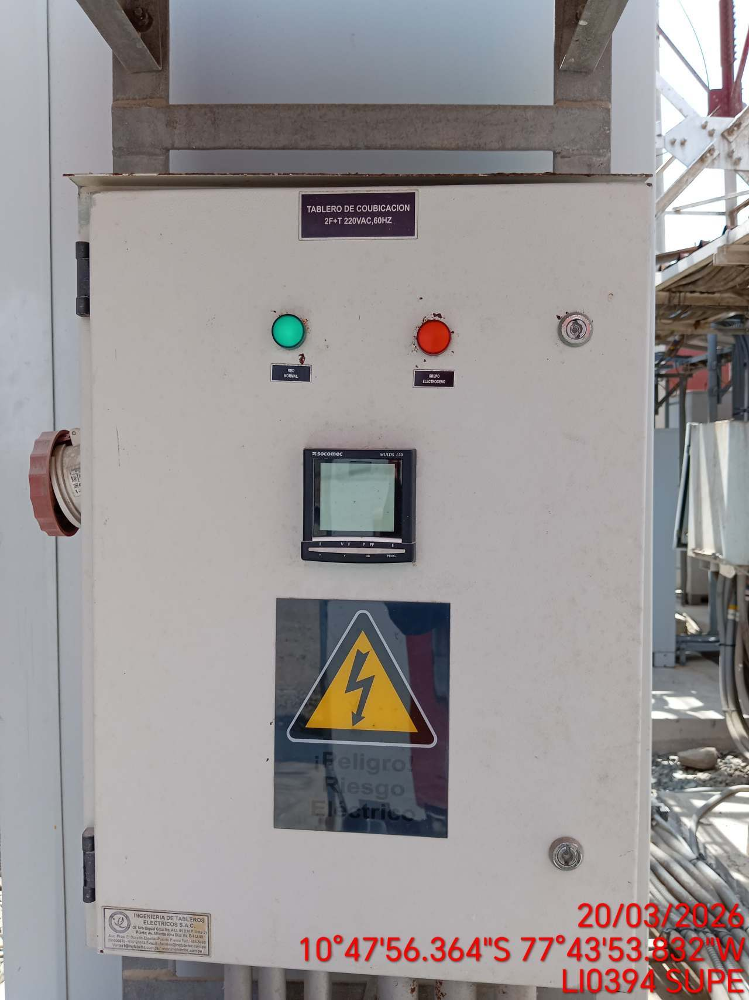 TABLERO DE COUBICACION
2F+T 220VAC,60HZ
RED
NORMAL
GRUPO
ELECTROGENO
socomec MULTIS L50
I V F P PF E
OK PROG
¡Peligro!
Riesgo
Eléctrico
INGENIERIA DE TABLEROS
ELECTRICOS S.A.C.
20/03/2026
10°47'56.364"S 77°43'53.832"W
LI0394 SUPE